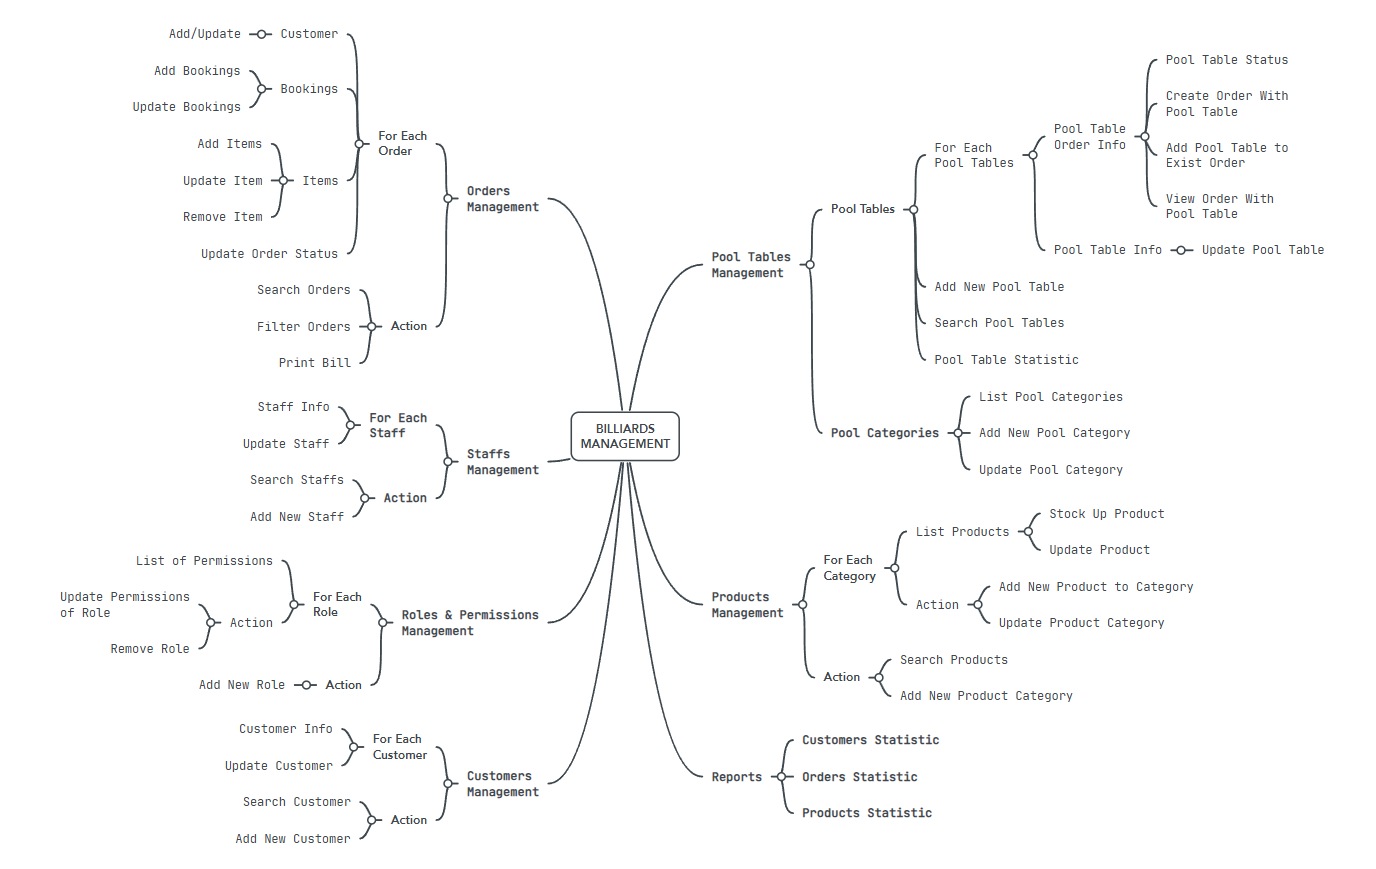 BILLIARDS
MANAGEMENT
Orders
Management
For Each
Order
Customer
Add/Update
Bookings
Add Bookings
Update Bookings
Items
Add Items
Update Item
Remove Item
Update Order Status
Action
Search Orders
Filter Orders
Print Bill
Staffs
Management
For Each
Staff
Staff Info
Update Staff
Action
Search Staffs
Add New Staff
Roles & Permissions
Management
For Each
Role
List of Permissions
Action
Update Permissions
of Role
Remove Role
Action
Add New Role
Customers
Management
For Each
Customer
Customer Info
Update Customer
Action
Search Customer
Add New Customer
Pool Tables
Management
Pool Tables
For Each
Pool Tables
Pool Table
Order Info
Pool Table Status
Create Order With
Pool Table
Add Pool Table to
Exist Order
View Order With
Pool Table
Pool Table Info
Update Pool Table
Add New Pool Table
Search Pool Tables
Pool Table Statistic
Pool Categories
List Pool Categories
Add New Pool Category
Update Pool Category
Products
Management
For Each
Category
List Products
Stock Up Product
Update Product
Action
Add New Product to Category
Update Product Category
Action
Search Products
Add New Product Category
Reports
Customers Statistic
Orders Statistic
Products Statistic